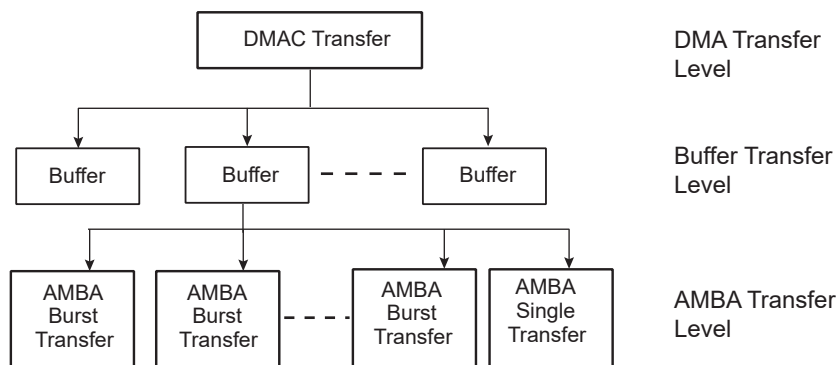 DMAC Transfer
DMA Transfer
Level
Buffer
Buffer
Buffer
Buffer Transfer
Level
AMBA
Burst
Transfer
AMBA
Burst
Transfer
AMBA
Burst
Transfer
AMBA
Single
Transfer
AMBA Transfer
Level